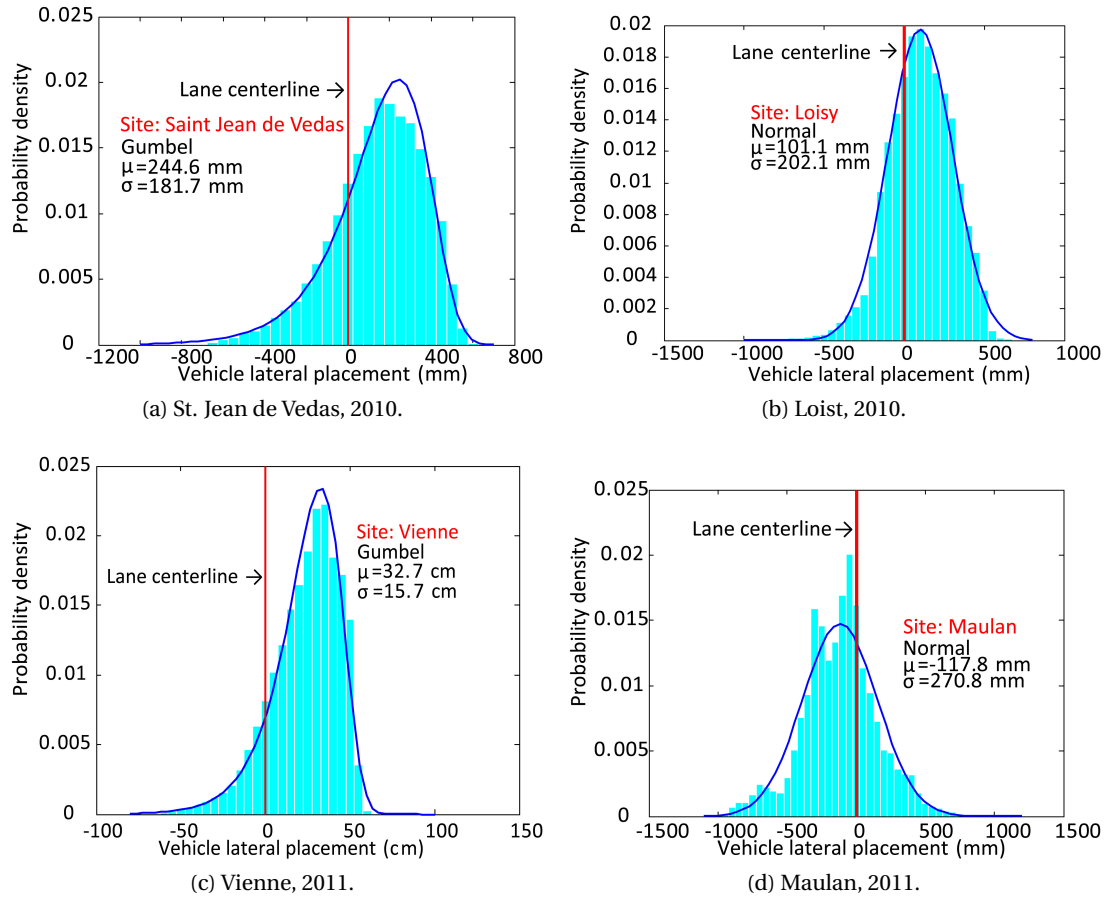 0.025
0.02
0.015
0.01
0.005
0
Probability density
Lane centerline →
Site: Saint Jean de Vedas
Gumbel
μ=244.6 mm
σ=181.7 mm
-1200 -800 -400 0 400 800
Vehicle lateral placement (mm)
(a) St. Jean de Vedas, 2010.
0.02
0.018
0.016
0.014
0.012
0.01
0.008
0.006
0.004
0.002
0
Probability density
Lane centerline →
Site: Loisy
Normal
μ=101.1 mm
σ=202.1 mm
-1500 -500 0 500 1000
Vehicle lateral placement (mm)
(b) Loist, 2010.
0.025
0.02
0.015
0.01
0.005
0
Probability density
Lane centerline →
Site: Vienne
Gumbel
μ=32.7 cm
σ=15.7 cm
-100 -50 0 50 100 150
Vehicle lateral placement (cm)
(c) Vienne, 2011.
0.025
0.02
0.015
0.01
0.005
0
Probability density
Lane centerline→
Site: Maulan
Normal
μ=-117.8 mm
σ=270.8 mm
-1500 -1000 -500 0 500 1000 1500
Vehicle lateral placement (mm)
(d) Maulan, 2011.